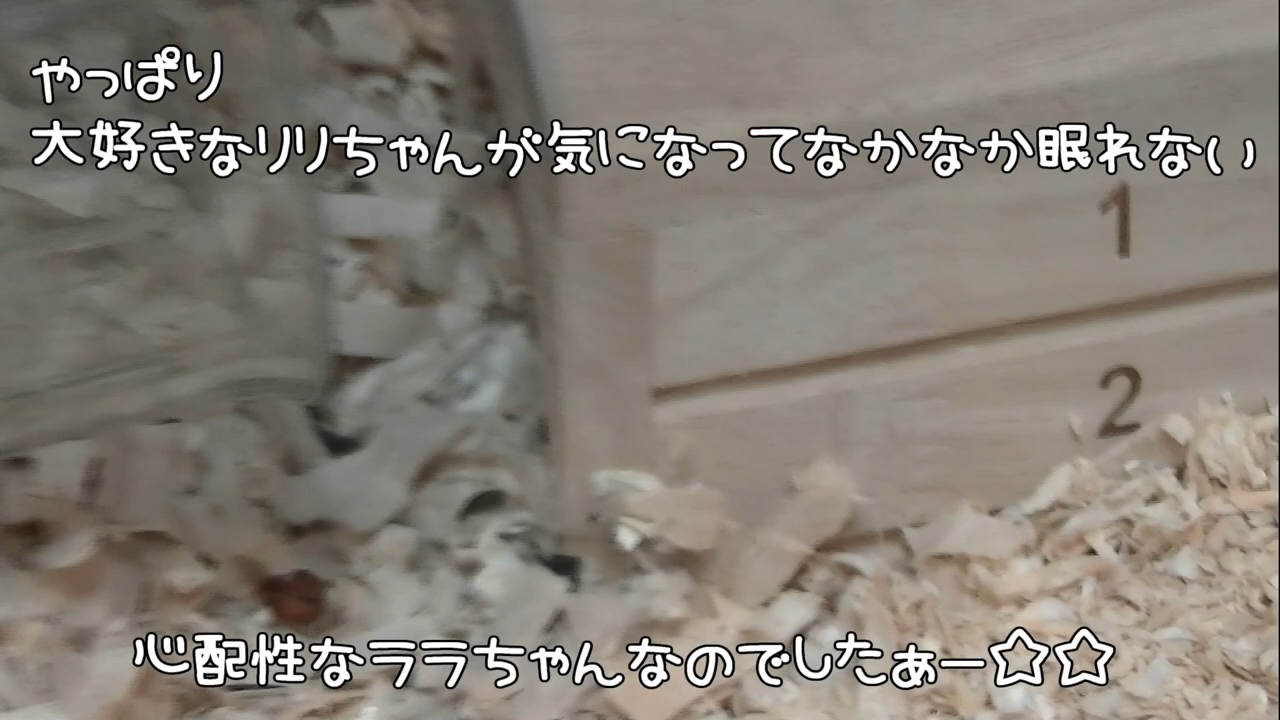 やっぱり
大好きなリリちゃんが気になってなかなか眠れない
1
2
心配性なララちゃんなのでしたぁー☆☆